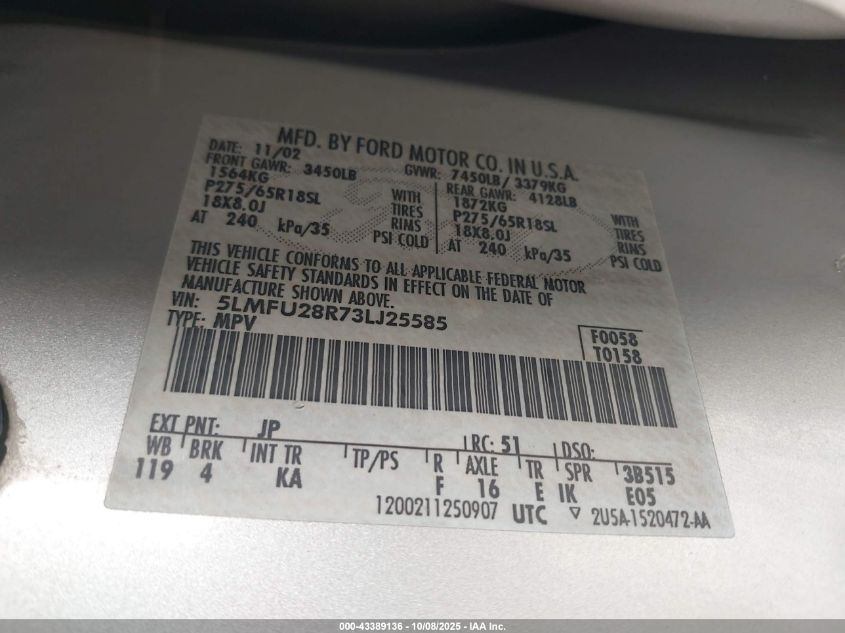 MFD. BY FORD MOTOR CO. IN U.S.A.
DATE: 11/02 GVWR: 7450LB/ 3379KG
FRONT GAWR: 3450LB REAR GAWR: 4128LB
1564KG WITH 1872KG WITH
P275/65R18SL TIRES P275/65R18SL TIRES
18X8.0J RIMS 18X8.0J RIMS
AT 240 kPa/35 PSI COLD AT 240 kPa/35 PSI COLD
THIS VEHICLE CONFORMS TO ALL APPLICABLE FEDERAL MOTOR
VEHICLE SAFETY STANDARDS IN EFFECT ON THE DATE OF
MANUFACTURE SHOWN ABOVE.
VIN: 5LMFU28R73LJ25585
TYPE: MPV
F0058
T0158
EXT PNT: JP RC: 51 DSO:
WB BRK INT TR TP/PS R AXLE TR SPR 3B515
119 4 KA F 16 E IK E05
1200211250907 UTC ▽ 2U5A-1520472-AA
000-43389136 - 10/08/2025 - IAA Inc.